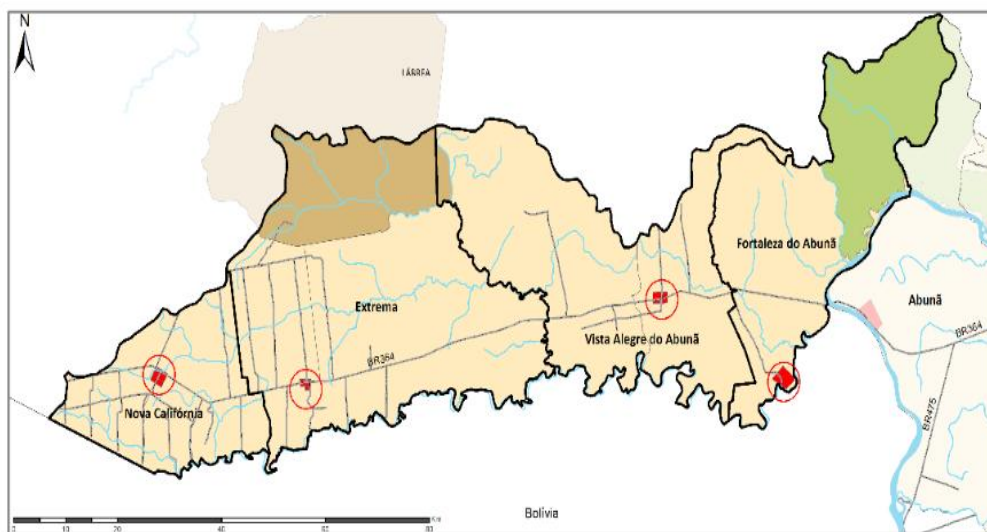 N
LÁBREA
Fortaleza do Abunã
Abunã
Extrema
BR364
Vista Alegre do Abunã
BR364
Nova Califórnia
BR475
0 10 20 40 60 80
Bolívia